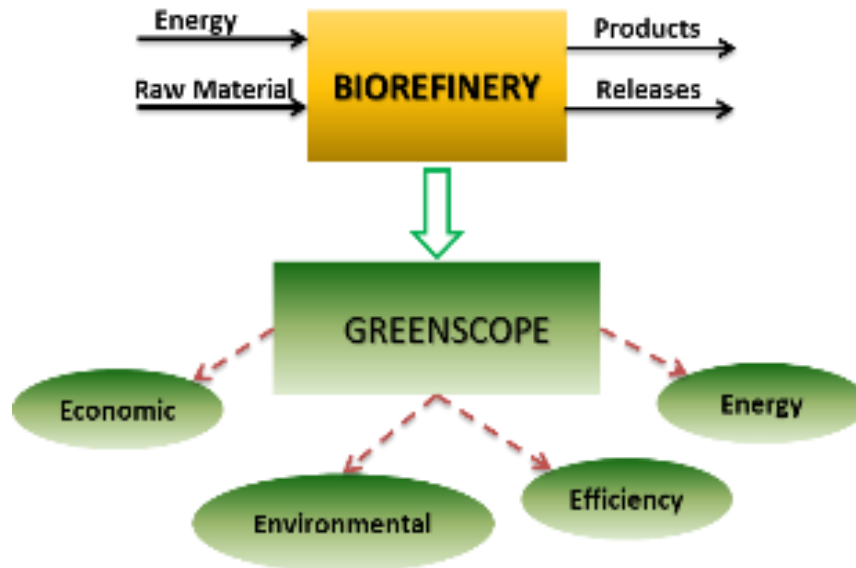 Energy
Products
Raw Material
BIOREFINERY
Releases
GREENSCOPE
Economic
Energy
Environmental
Efficiency